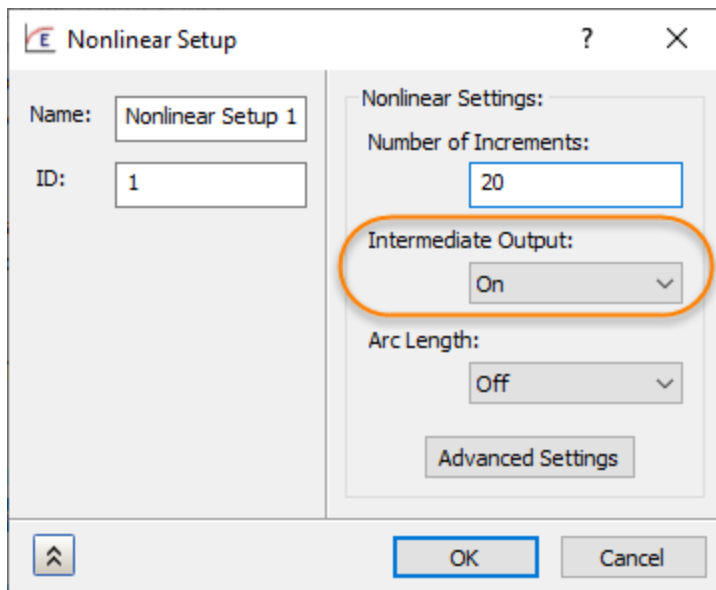 Nonlinear Setup
Name: Nonlinear Setup 1
ID: 1
Nonlinear Settings:
Number of Increments:
20
Intermediate Output:
On
Arc Length:
Off
Advanced Settings
OK Cancel